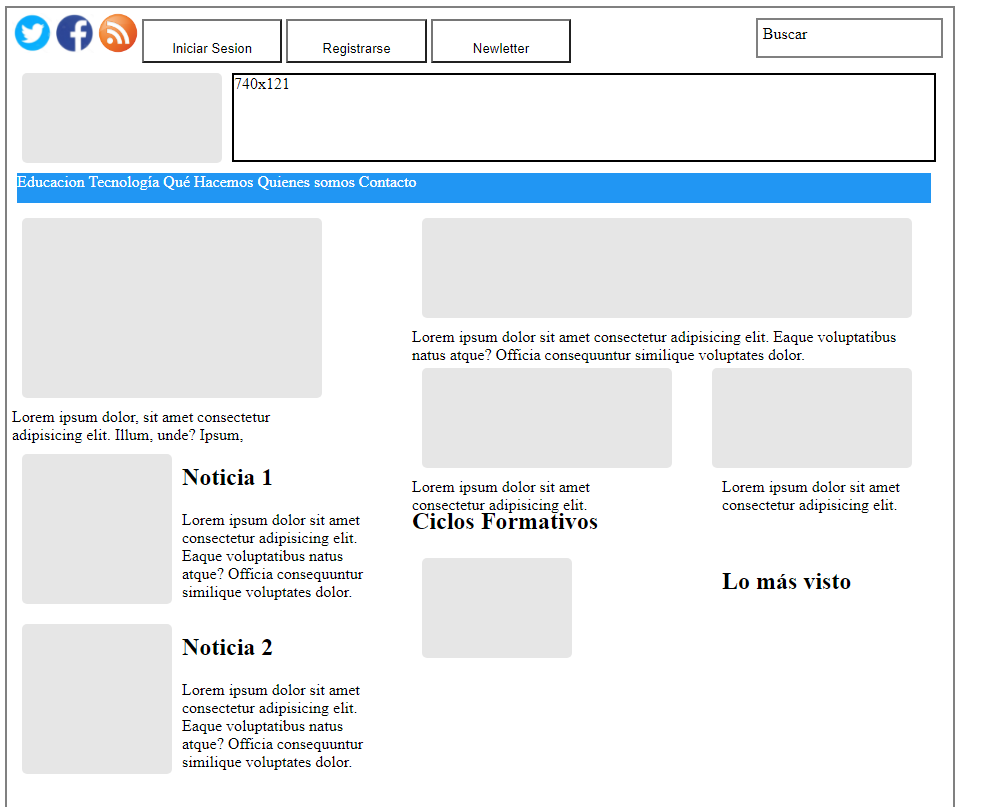 Iniciar Sesion
Registrarse
Newletter
Buscar
740x121
Educacion Tecnología Qué Hacemos Quienes somos Contacto
Lorem ipsum dolor, sit amet consectetur
adipisicing elit. Illum, unde? Ipsum,
Noticia 1
Lorem ipsum dolor sit amet
consectetur adipisicing elit.
Eaque voluptatibus natus
atque? Officia consequuntur
similique voluptates dolor.
Noticia 2
Lorem ipsum dolor sit amet
consectetur adipisicing elit.
Eaque voluptatibus natus
atque? Officia consequuntur
similique voluptates dolor.
Lorem ipsum dolor sit amet consectetur adipisicing elit. Eaque voluptatibus
natus atque? Officia consequuntur similique voluptates dolor.
Lorem ipsum dolor sit amet
consectetur adipisicing elit.
Ciclos Formativos
Lorem ipsum dolor sit amet
consectetur adipisicing elit.
Lo más visto